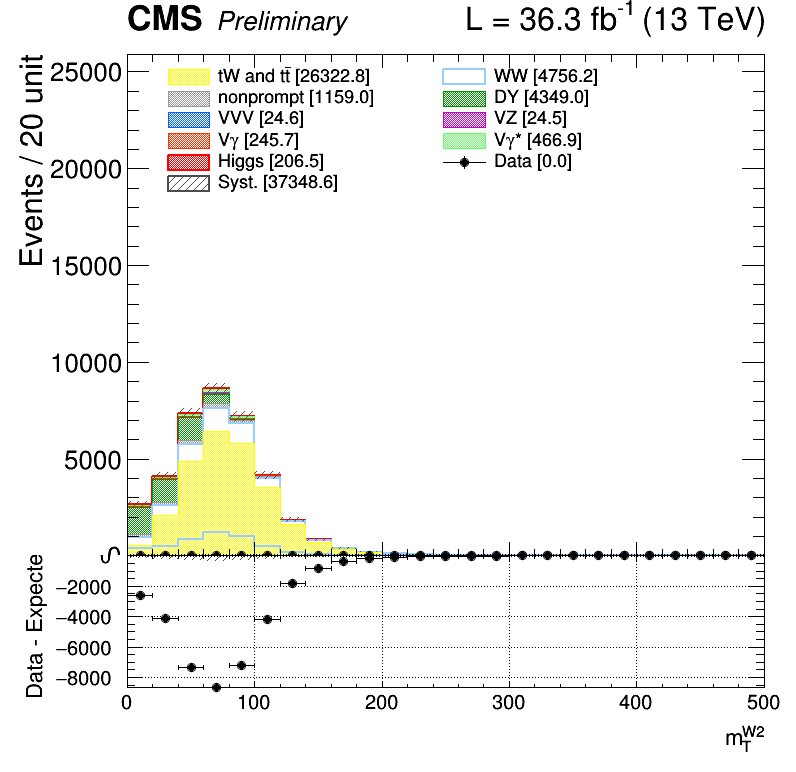 CMS Preliminary L = 36.3 fb⁻¹ (13 TeV)
Events / 20 unit
25000
20000
15000
10000
5000
0
tW and tt̄ [26322.8]
nonprompt [1159.0]
VVV [24.6]
Vγ [245.7]
Higgs [206.5]
Syst. [37348.6]
WW [4756.2]
DY [4349.0]
VZ [24.5]
Vγ* [466.9]
Data [0.0]
Data - Expecte
−2000
−4000
−6000
−8000
0 100 200 300 400 500
m_T^W2